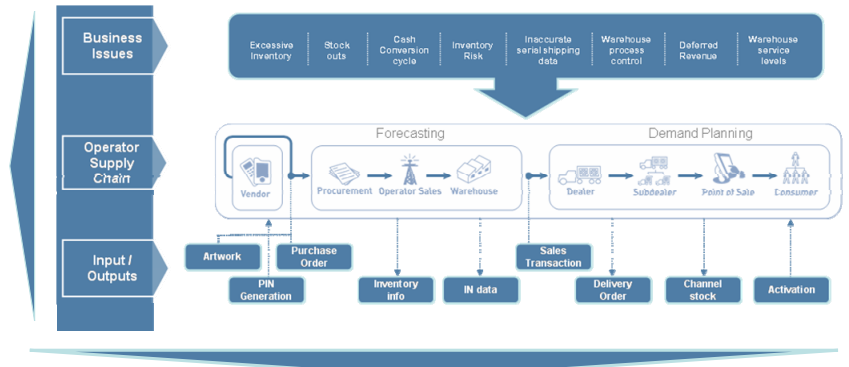 Business
Issues
Excessive
Inventory
Stock
outs
Cash
Conversion
cycle
Inventory
Risk
Inaccurate
serial shipping
data
Warehouse
process
control
Deferred
Revenue
Warehouse
service
levels
Operator
Supply
Chain
Forecasting
Demand Planning
Vendor
Procurement
Operator Sales
Warehouse
Dealer
Subdealer
Point of Sale
Consumer
Input /
Outputs
Artwork
Purchase
Order
Sales
Transaction
PIN
Generation
Inventory
info
IN data
Delivery
Order
Channel
stock
Activation